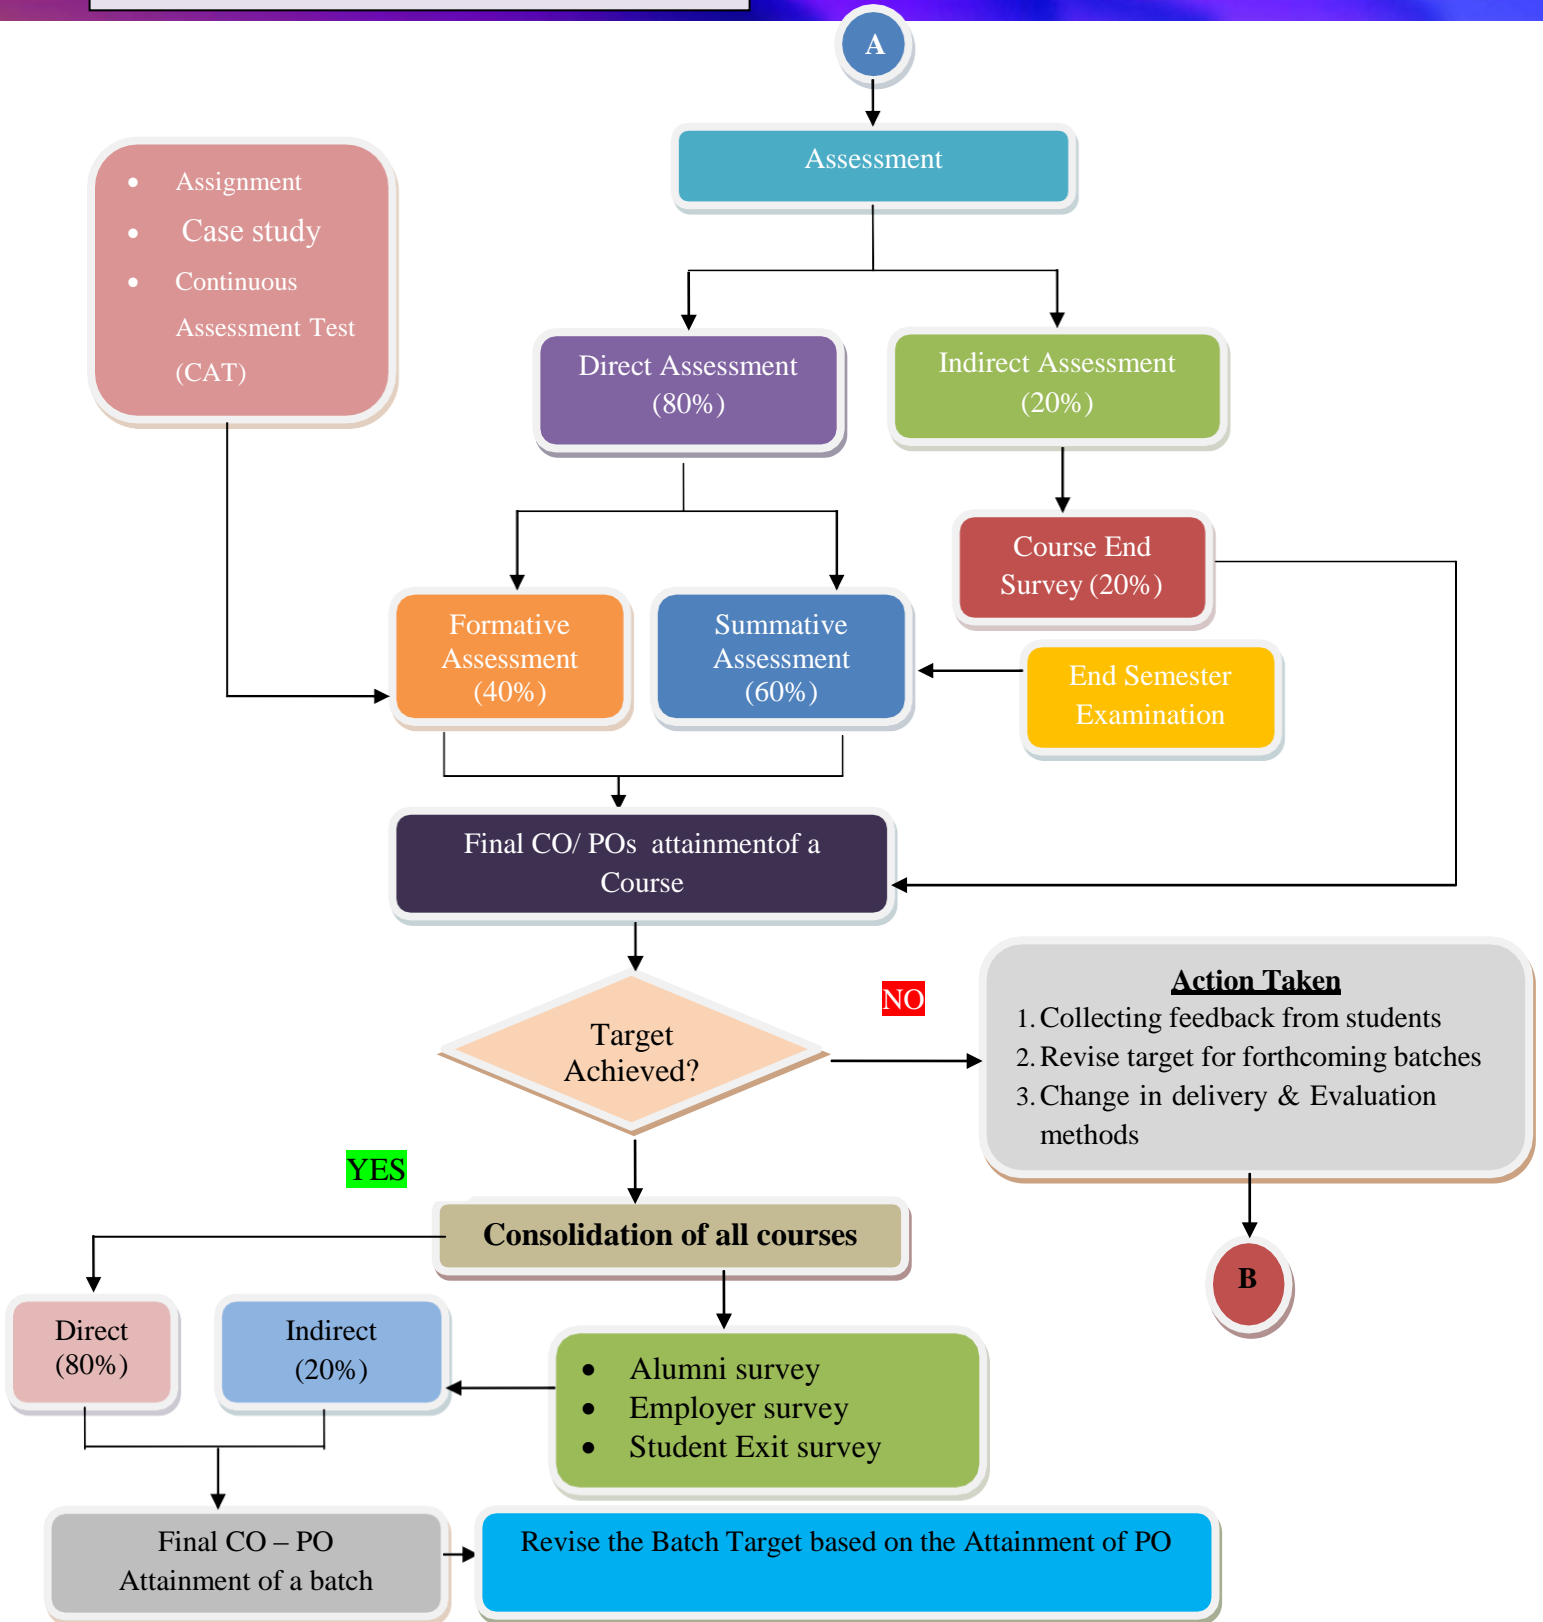 A
Assessment
• Assignment
• Case study
• Continuous
Assessment Test
(CAT)
Direct Assessment
(80%)
Indirect Assessment
(20%)
Course End
Survey (20%)
Formative
Assessment
(40%)
Summative
Assessment
(60%)
End Semester
Examination
Final CO/ POs attainmentof a
Course
Target
Achieved?
NO
Action Taken
1. Collecting feedback from students
2. Revise target for forthcoming batches
3. Change in delivery & Evaluation
methods
YES
Consolidation of all courses
B
Direct
(80%)
Indirect
(20%)
• Alumni survey
• Employer survey
• Student Exit survey
Final CO – PO
Attainment of a batch
Revise the Batch Target based on the Attainment of PO